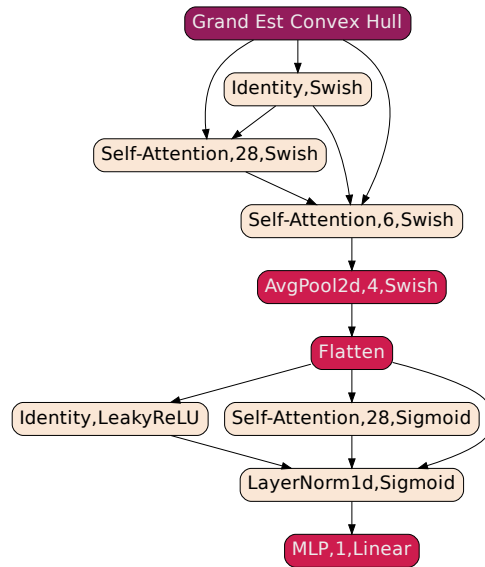 Grand Est Convex Hull
Identity,Swish
Self-Attention,28,Swish
Self-Attention,6,Swish
AvgPool2d,4,Swish
Flatten
Identity,LeakyReLU
Self-Attention,28,Sigmoid
LayerNorm1d,Sigmoid
MLP,1,Linear